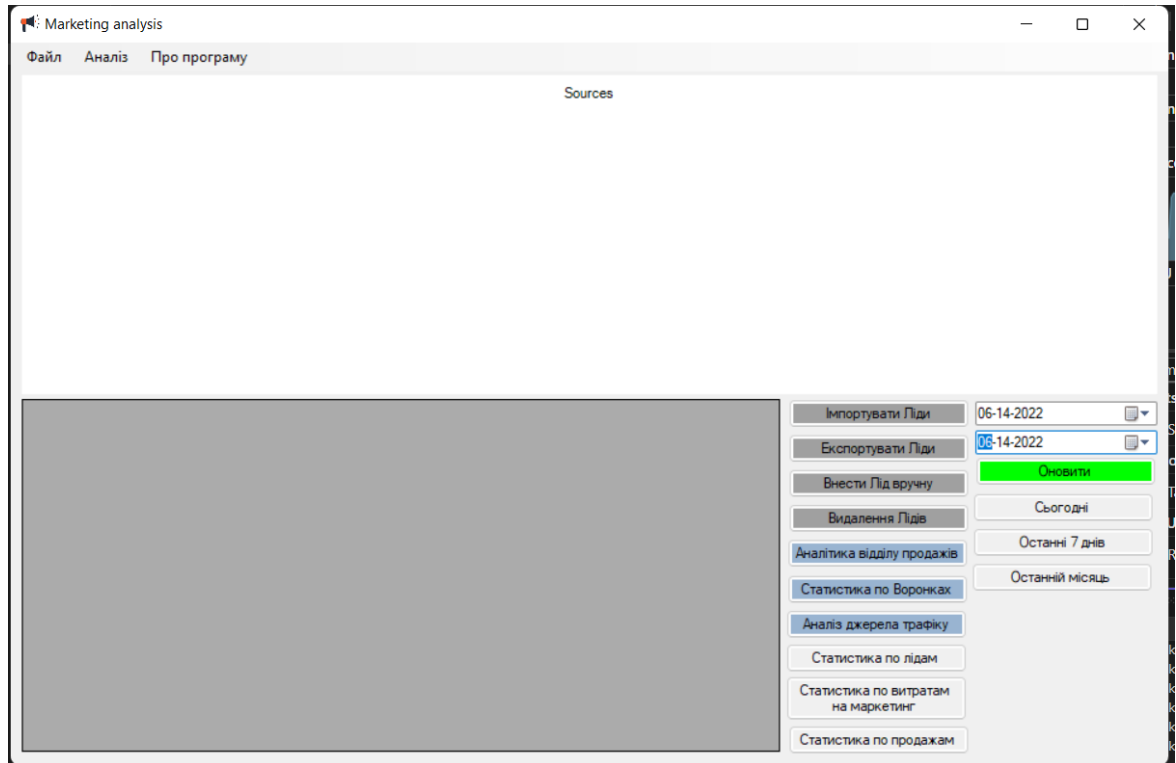 Marketing analysis
Файл Аналіз Про програму
Sources
Імпортувати Ліди
06-14-2022
Експортувати Ліди
06-14-2022
Оновити
Внести Лід вручну
Сьогодні
Видалення Лідів
Останні 7 днів
Аналітика відділу продажів
Останній місяць
Статистика по Воронках
Аналіз джерела трафіку
Статистика по лідам
Статистика по витратам
на маркетинг
Статистика по продажам